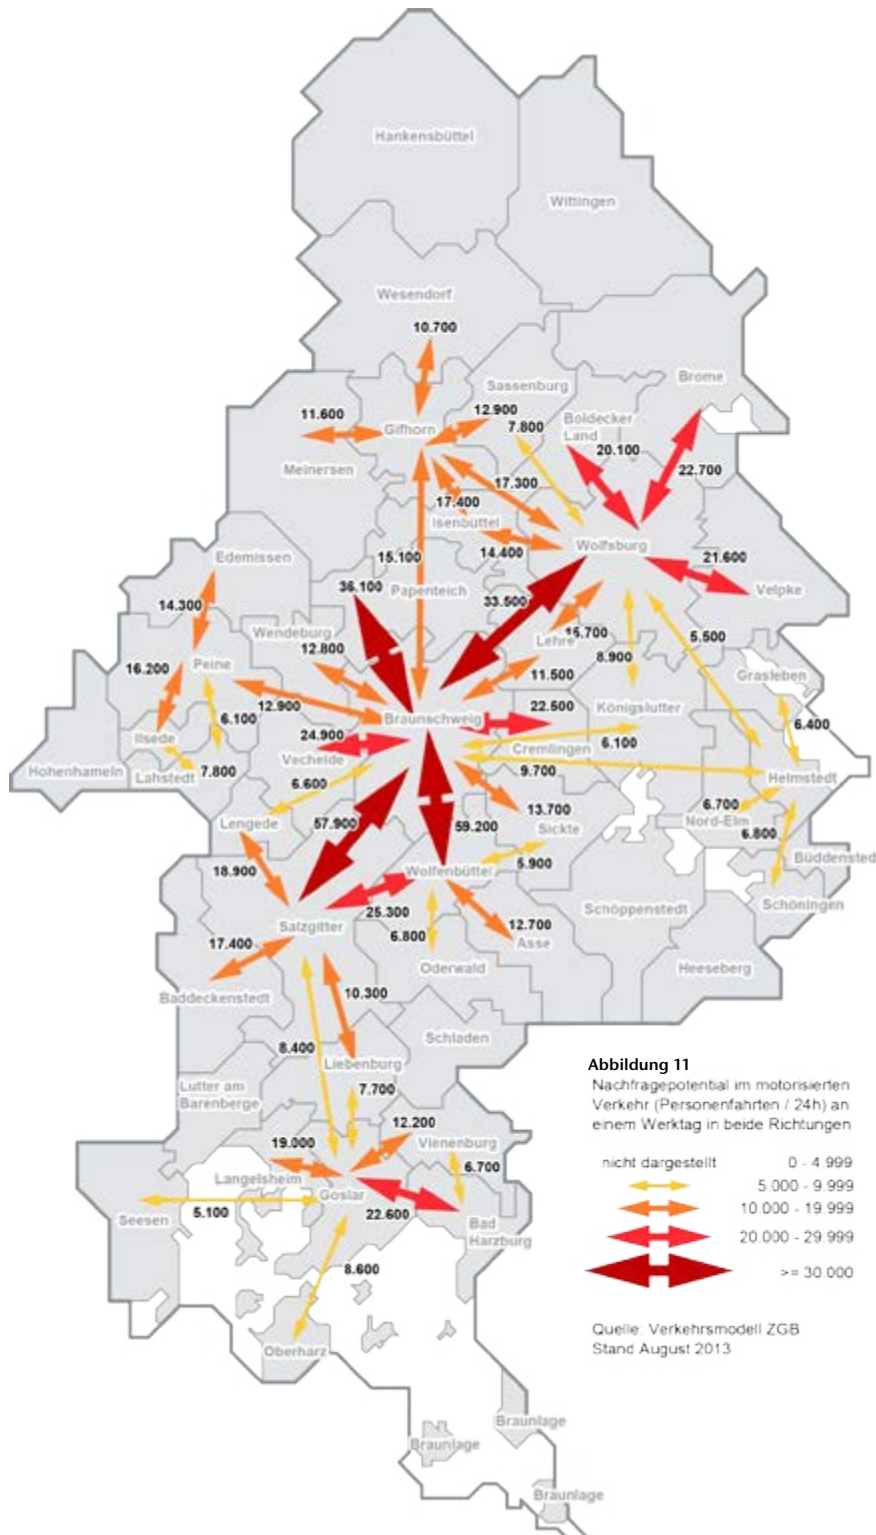 Hankensbüttel
Wittingen
Wesendorf
10.700
Brome
Sassenburg
11.600
12.900
Gifhorn
7.800
Boldecker
Land
20.100
Meinersen
22.700
17.300
17.400
Isenbüttel
Wolfsburg
14.400
15.100
Edemissen
21.600
36.100
Papenteich
Velpke
33.500
14.300
Wendeburg
Lehre
15.700
5.500
12.800
8.900
Peine
16.200
11.500
Grasleben
12.900
22.500
Königslutter
6.100
Braunschweig
6.400
Ilsede
24.900
Cremlingen
6.100
Hohenhameln
Lahstedt
7.800
Vechelde
9.700
Helmstedt
6.600
13.700
6.700
Lengede
57.900
59.200
Sickte
Nord-Elm
6.800
5.900
Büddensted
18.900
Wolfenbüttel
Schöningen
25.300
Schöppenstedt
Salzgitter
12.700
6.800
Asse
17.400
Oderwald
Heeseberg
Baddeckenstedt
10.300
Schladen
8.400
Liebenburg
Lutter am
Barenberge
7.700
12.200
19.000
Vienenburg
6.700
Langelsheim
Goslar
Seesen
5.100
22.600
Bad
Harzburg
8.600
Oberharz
Braunlage
Braunlage
Braunlage
Abbildung 11
Nachfragepotential im motorisierten
Verkehr (Personenfahrten / 24h) an
einem Werktag in beide Richtungen
nicht dargestellt 0 - 4.999
5.000 - 9.999
10.000 - 19.999
20.000 - 29.999
>= 30.000
Quelle: Verkehrsmodell ZGB
Stand August 2013